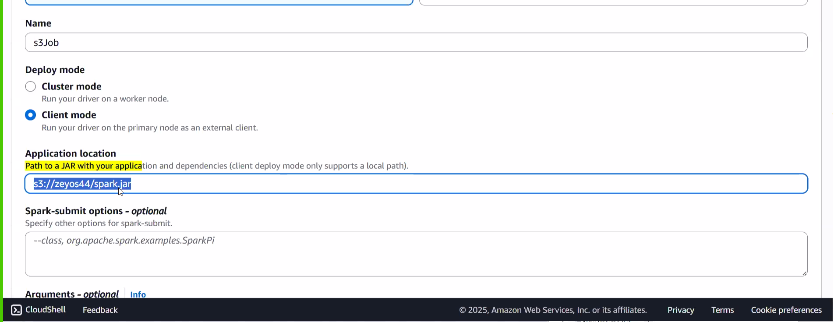 Name
s3Job
Deploy mode
Cluster mode
Run your driver on a worker node.
Client mode
Run your driver on the primary node as an external client.
Application location
Path to a JAR with your application and dependencies (client deploy mode only supports a local path).
s3://zeyos44/spark.jar
Spark-submit options - optional
Specify other options for spark-submit.
--class, org.apache.spark.examples.SparkPi
Arguments - optional Info
CloudShell Feedback © 2025, Amazon Web Services, Inc. or its affiliates. Privacy Terms Cookie preferences